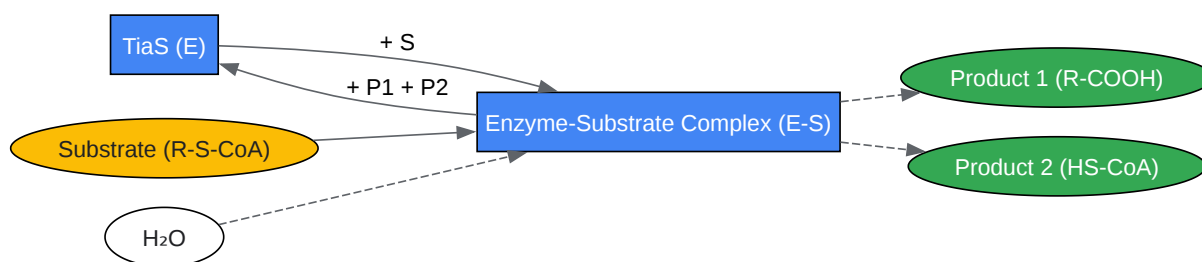 TiaS (E)
+ S
+ P1 + P2
Product 1 (R-COOH)
Enzyme-Substrate Complex (E-S)
Substrate (R-S-CoA)
Product 2 (HS-CoA)
H₂O